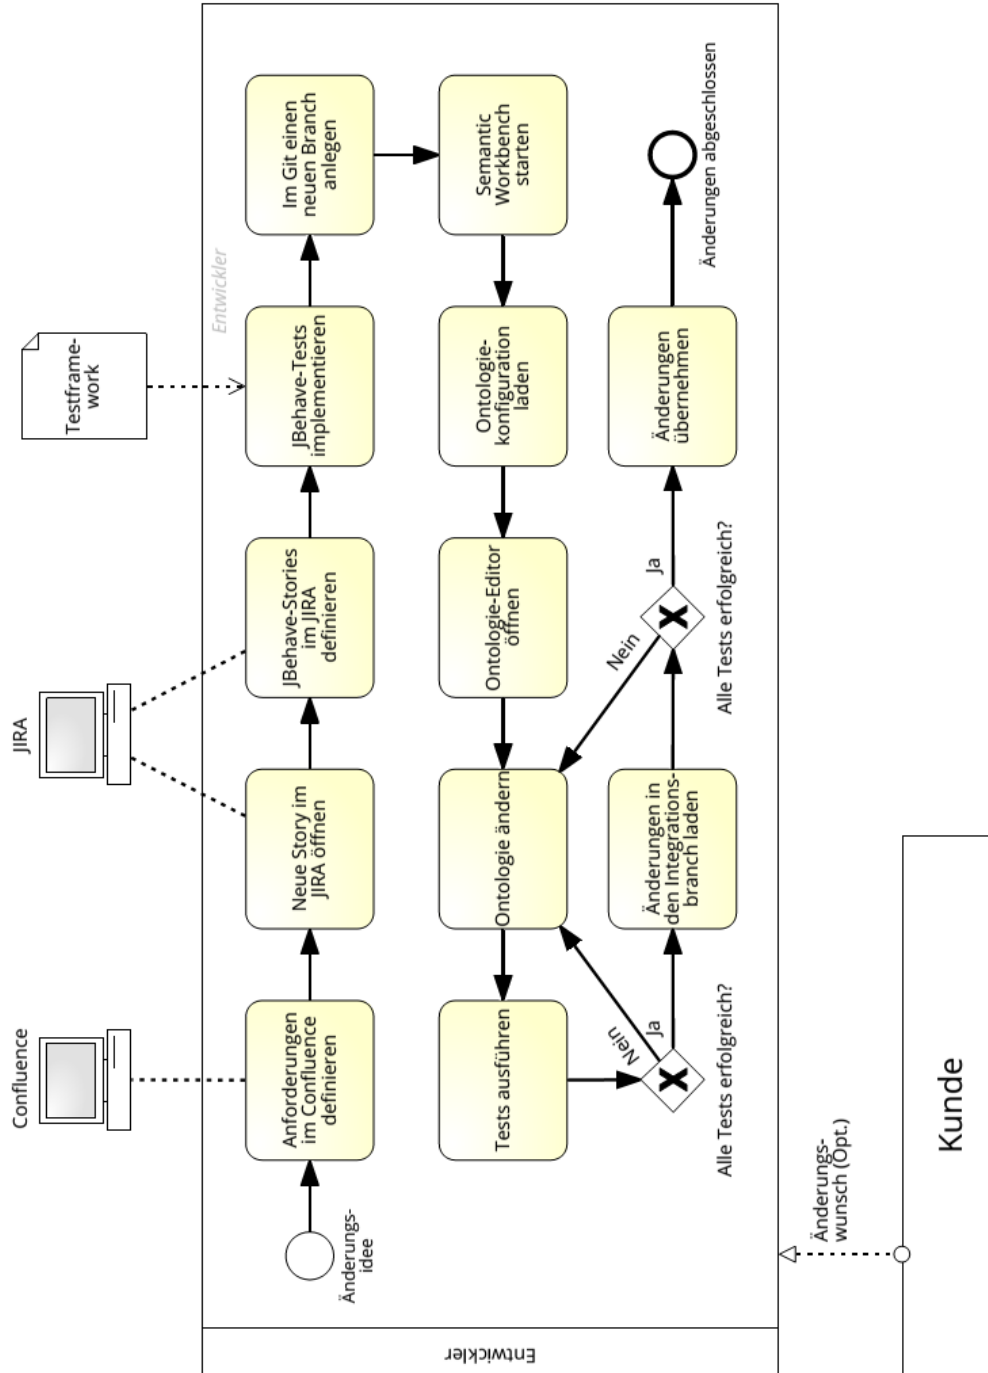 Confluence
JIRA
Testframe-
work
Entwickler
Entwickler
Änderungs-
idee
Anforderungen
im Confluence
definieren
Neue Story im
JIRA öffnen
JBehave-Stories
im JIRA
definieren
JBehave-Tests
implementieren
Im Git einen
neuen Branch
anlegen
Semantic
Workbench
starten
Ontologie-
konfiguration
laden
Ontologie-Editor
öffnen
Ontologie ändern
Tests ausführen
Nein
Ja
Alle Tests erfolgreich?
Änderungen in
den Integrations-
branch laden
Nein
Ja
Alle Tests erfolgreich?
Änderungen
übernehmen
Änderungen abgeschlossen
Änderungs-
wunsch (Opt.)
Kunde